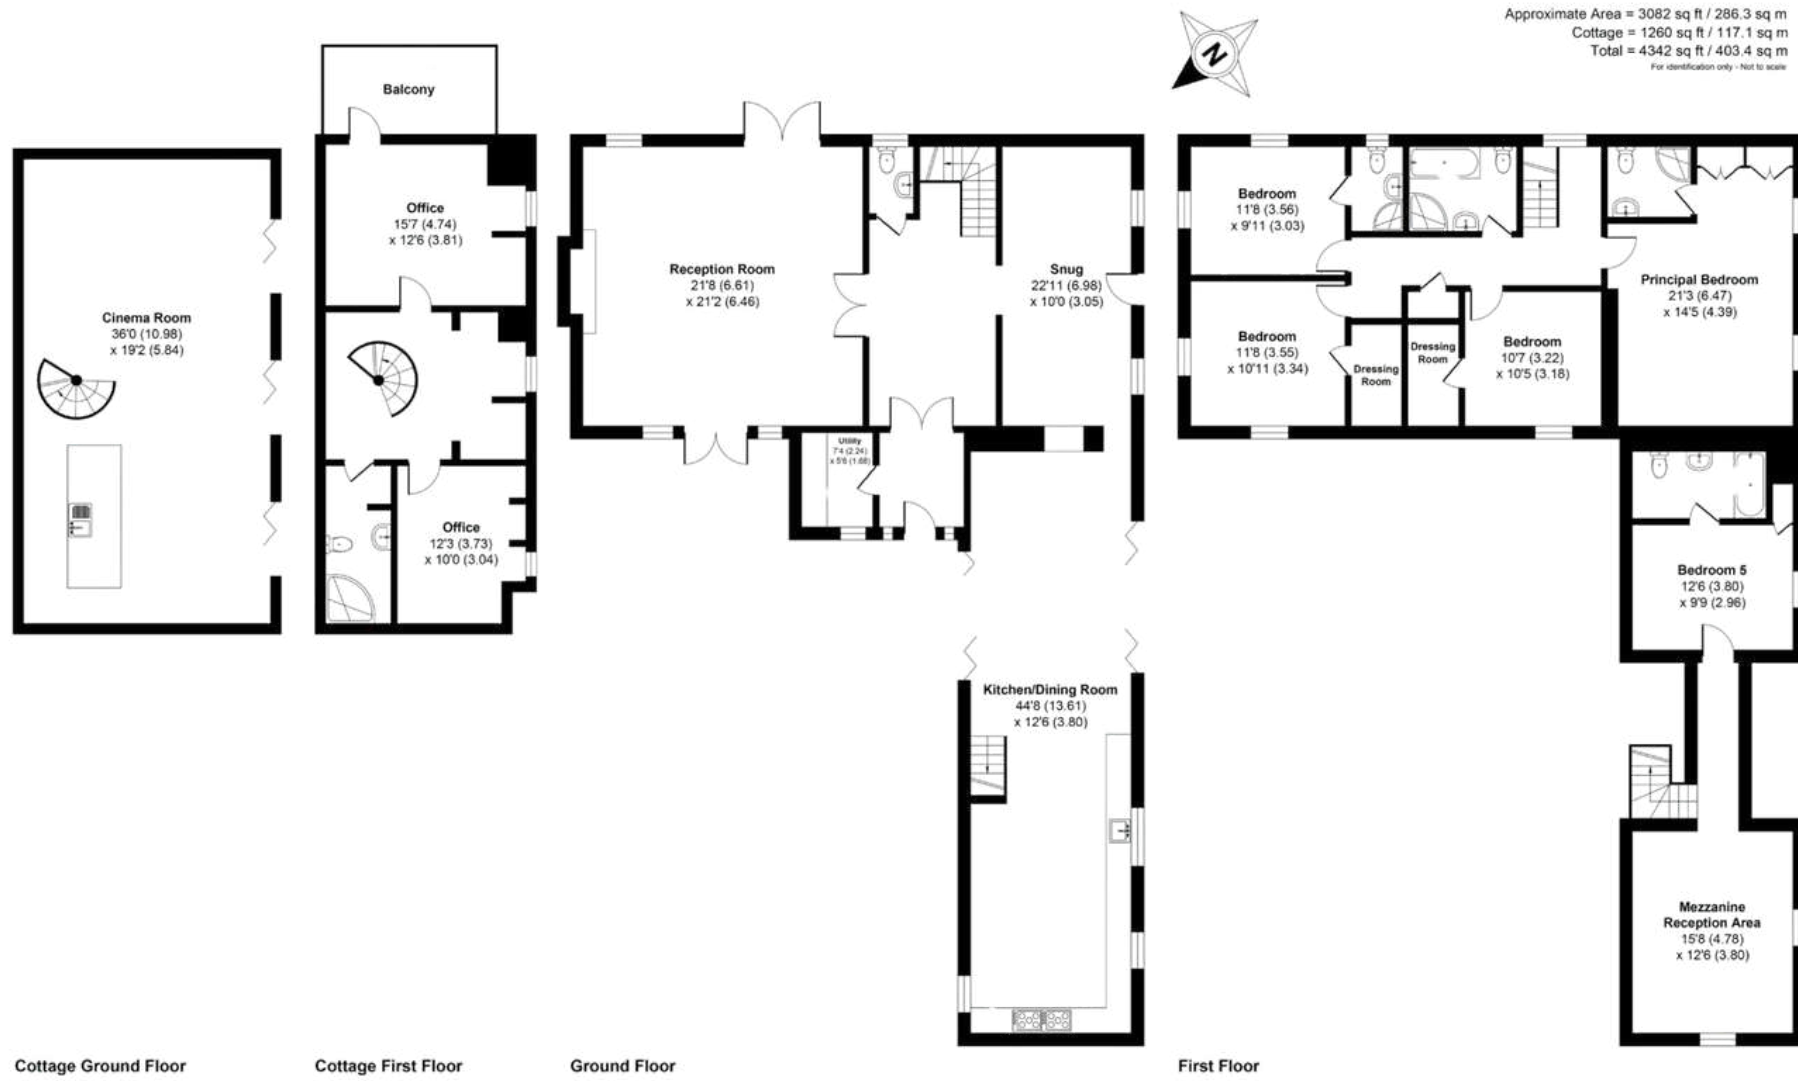 Approximate Area = 3082 sq ft / 286.3 sq m
Cottage = 1260 sq ft / 117.1 sq m
Total = 4342 sq ft / 403.4 sq m
For identification only - Not to scale
N
Balcony
Office
15'7 (4.74)
x 12'6 (3.81)
Cinema Room
36'0 (10.98)
x 19'2 (5.84)
Office
12'3 (3.73)
x 10'0 (3.04)
Reception Room
21'8 (6.61)
x 21'2 (6.46)
Snug
22'11 (6.98)
x 10'0 (3.05)
Utility
7'4 (2.24)
x 5'6 (1.68)
Kitchen/Dining Room
44'8 (13.61)
x 12'6 (3.80)
Bedroom
11'8 (3.56)
x 9'11 (3.03)
Principal Bedroom
21'3 (6.47)
x 14'5 (4.39)
Bedroom
11'8 (3.55)
x 10'11 (3.34)
Dressing
Room
Dressing
Room
Bedroom
10'7 (3.22)
x 10'5 (3.18)
Bedroom 5
12'6 (3.80)
x 9'9 (2.96)
Mezzanine
Reception Area
15'8 (4.78)
x 12'6 (3.80)
Cottage Ground Floor
Cottage First Floor
Ground Floor
First Floor